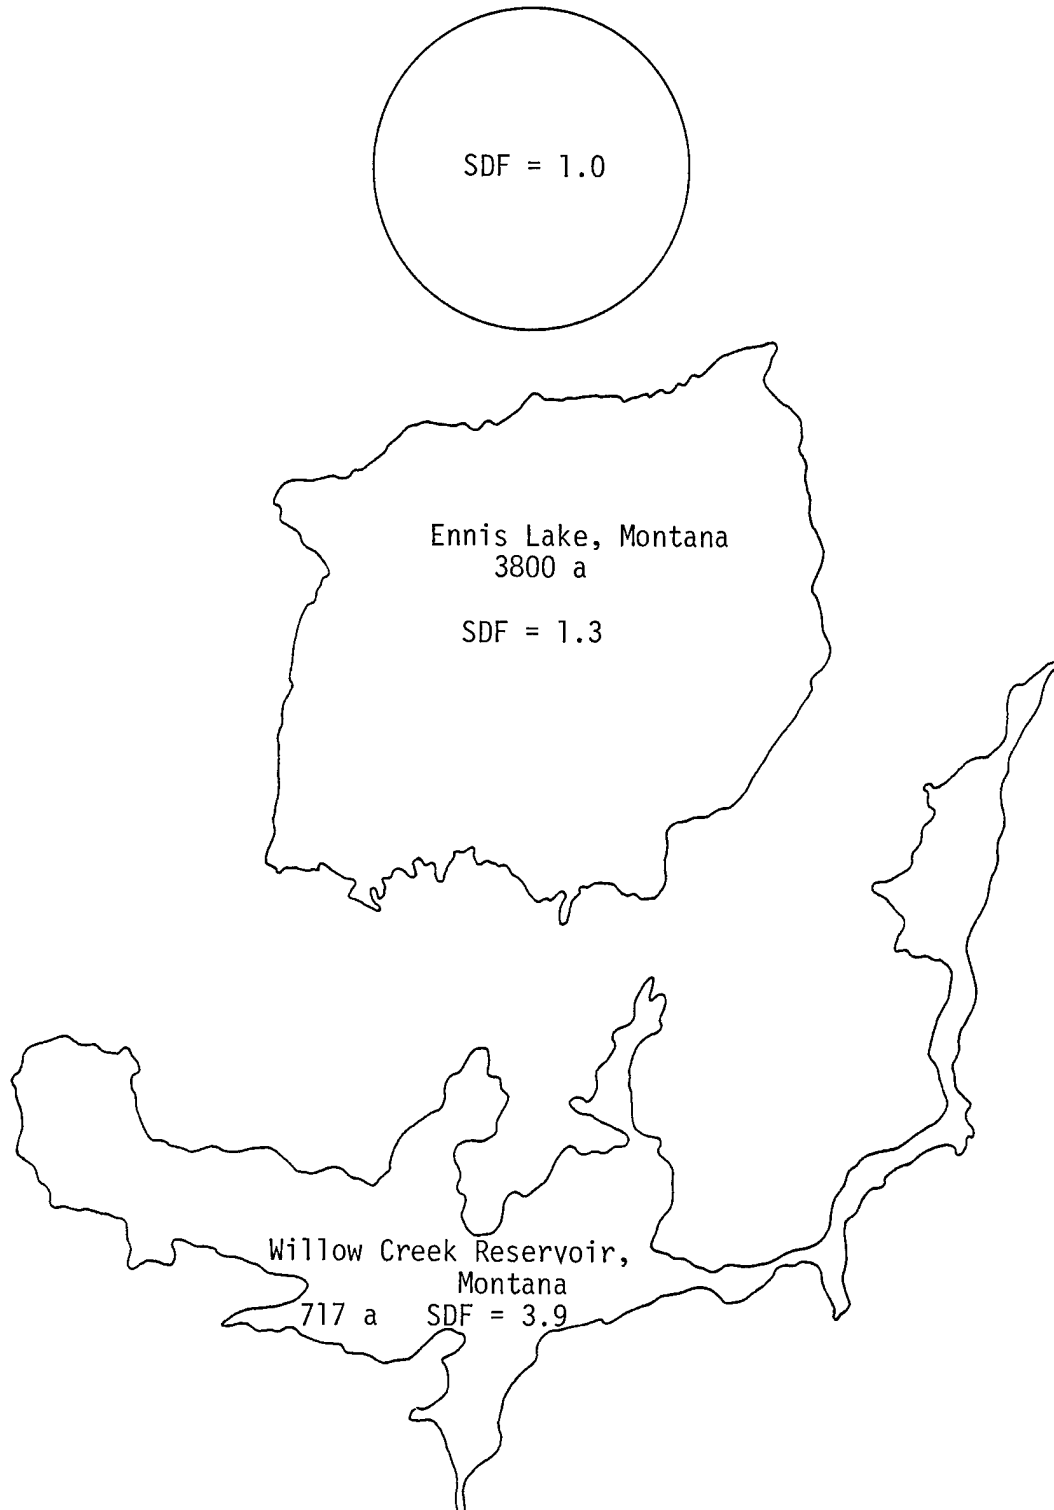 SDF = 1.0
Ennis Lake, Montana
3800 a
SDF = 1.3
Willow Creek Reservoir,
Montana
717 a SDF = 3.9